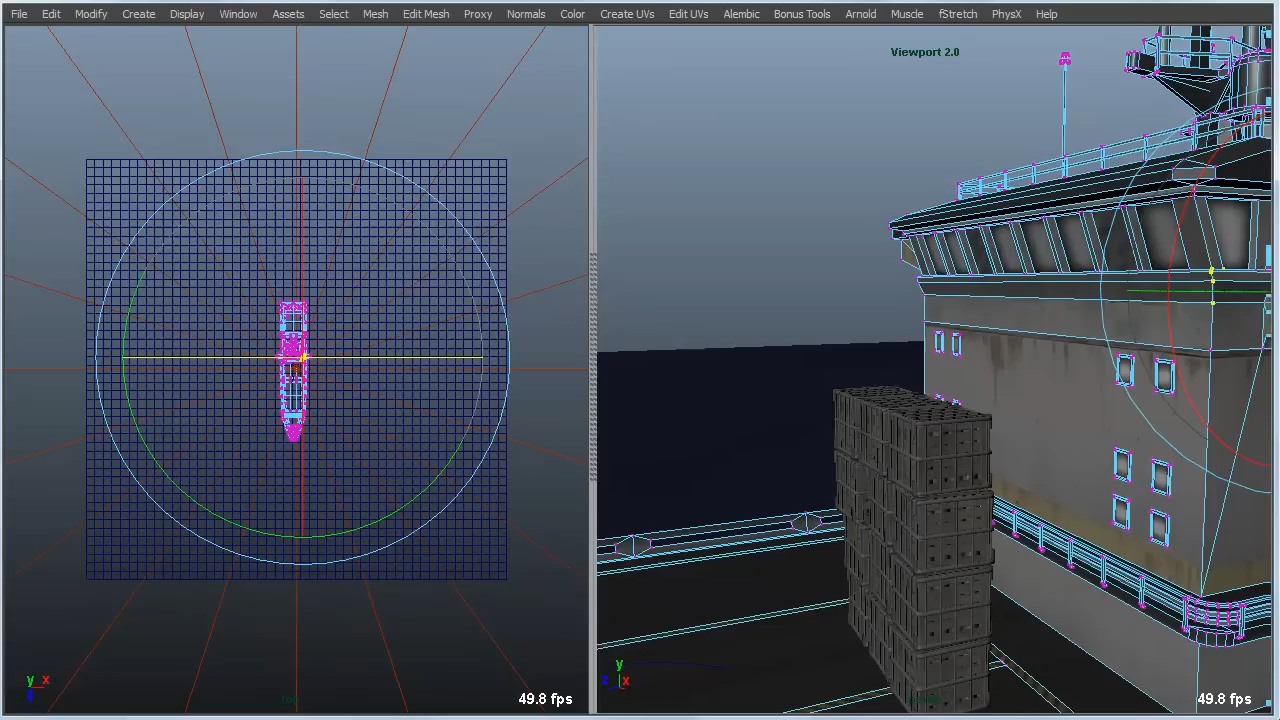 File Edit Modify Create Display Window Assets Select Mesh Edit Mesh Proxy Normals Color Create UVs Edit UVs Alembic Bonus Tools Arnold Muscle fStretch PhysX Help
Viewport 2.0
y x
z
top
49.8 fps
y
z x
49.8 fps